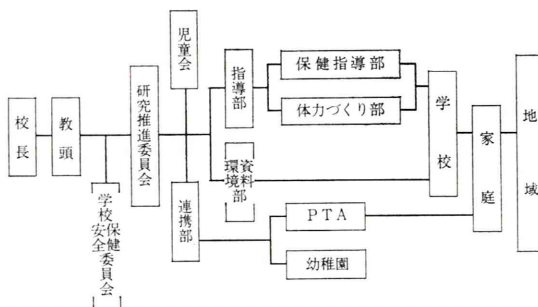 校長
教頭
学校保健
安全委員会
研究推進委員会
児童会
連携部
指導部
環境資料部
保健指導部
体力づくり部
PTA
幼稚園
学校
家庭
地域